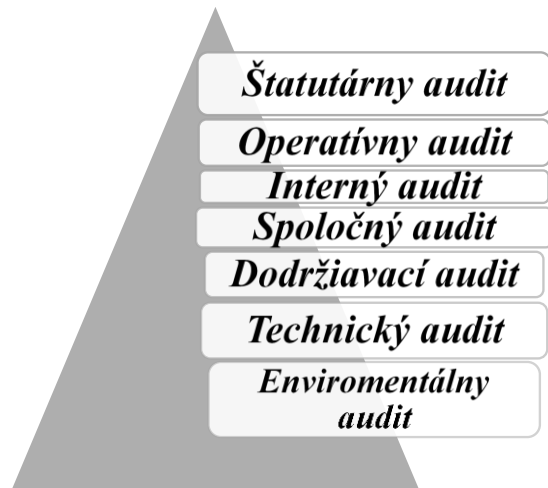 Štatutárny audit
Operatívny audit
Interný audit
Spoločný audit
Dodržiavací audit
Technický audit
Enviromentálny
audit